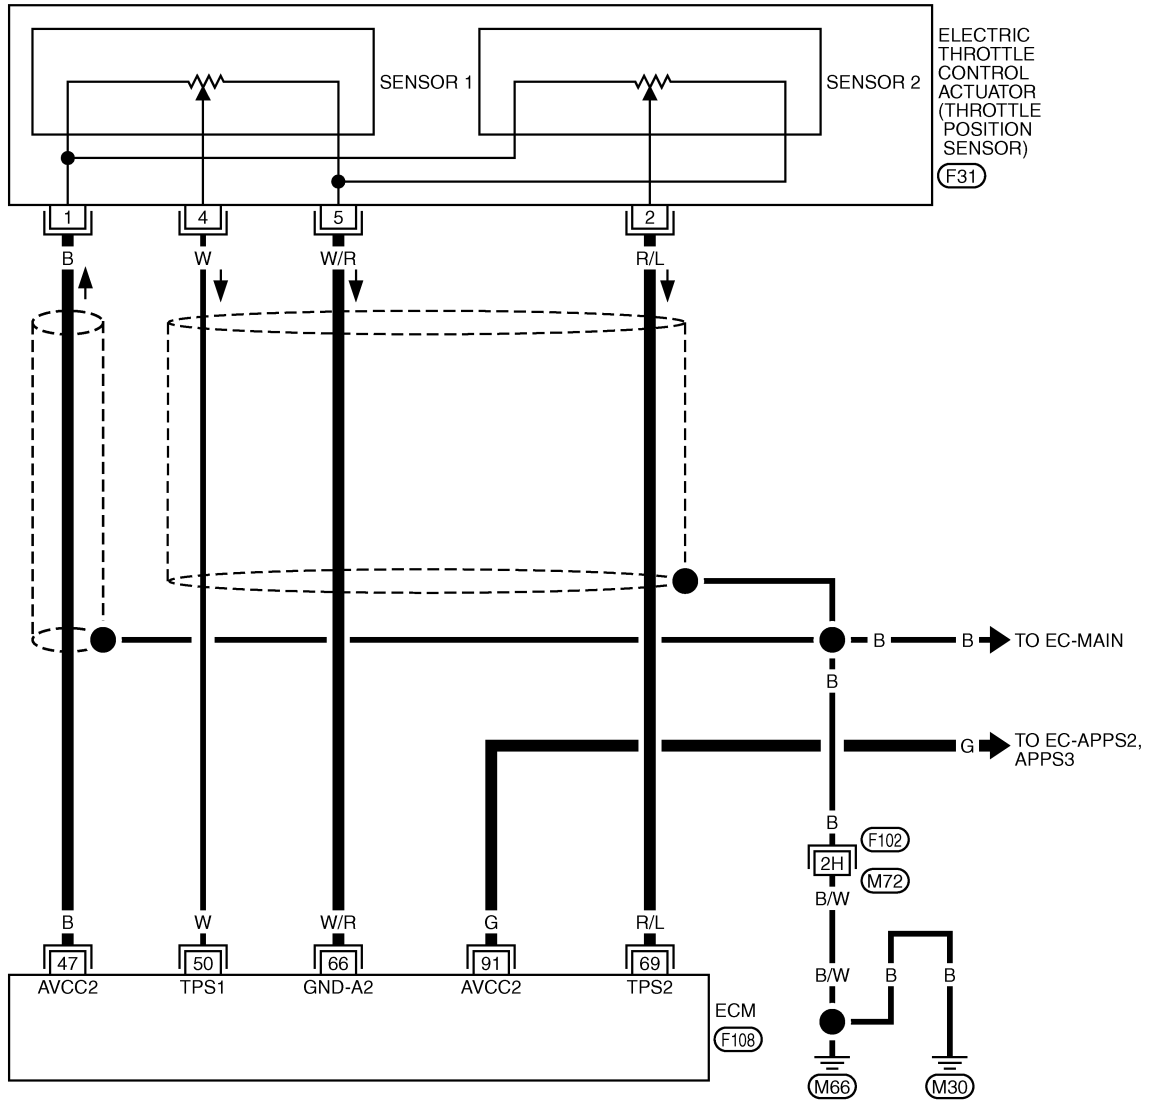 ELECTRIC
THROTTLE
CONTROL
ACTUATOR
(THROTTLE
POSITION
SENSOR)
F31
SENSOR 1
SENSOR 2
1
4
5
2
B
W
W/R
R/L
B
B
TO EC-MAIN
B
G
TO EC-APPS2,
APPS3
B
F102
2H
M72
B/W
B
W
W/R
G
R/L
47
50
66
91
69
AVCC2
TPS1
GND-A2
AVCC2
TPS2
B/W
B
B
ECM
F108
M66
M30